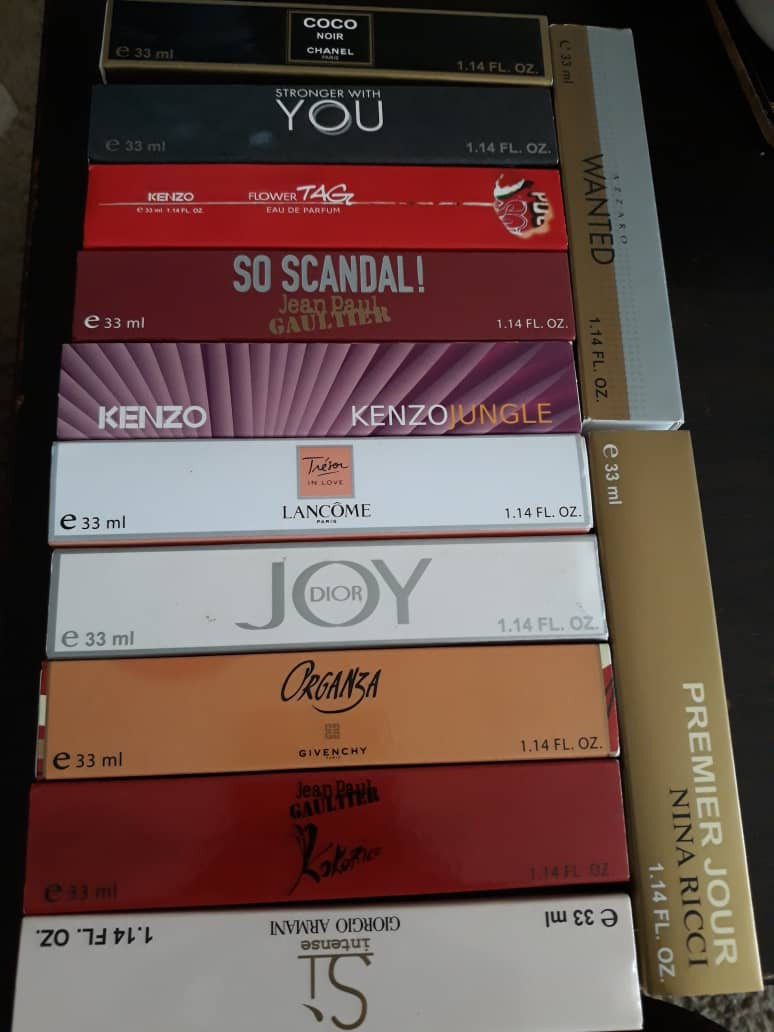 COCO
NOIR
CHANEL
PARIS
e 33 ml
1.14 FL. OZ.
STRONGER WITH
YOU
e 33 ml
1.14 FL. OZ.
KENZO
e 33 ml 1.14 FL. OZ.
FLOWER TAG
EAU DE PARFUM
SO SCANDAL!
Jean Paul
GAULTIER
e 33 ml
1.14 FL. OZ.
KENZO
KENZOJUNGLE
Trésor
IN LOVE
LANCÔME
PARIS
e 33 ml
1.14 FL. OZ.
JOY
DIOR
e 33 ml
1.14 FL. OZ.
ORGANZA
GIVENCHY
PARIS
e 33 ml
1.14 FL. OZ.
Jean Paul
GAULTIER
KOKORICO
e 33 ml
1.14 FL. OZ.
Sì
intense
GIORGIO ARMANI
e 33 ml
1.14 FL. OZ.
e 33 ml
AZZARO
WANTED
1.14 FL. OZ.
e 33 ml
PREMIER JOUR
NINA RICCI
1.14 FL. OZ.